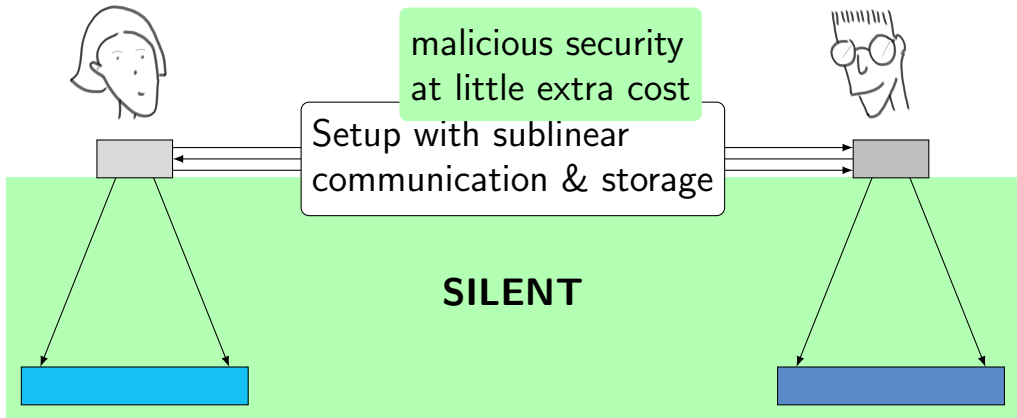 malicious security
at little extra cost
Setup with sublinear
communication & storage
SILENT